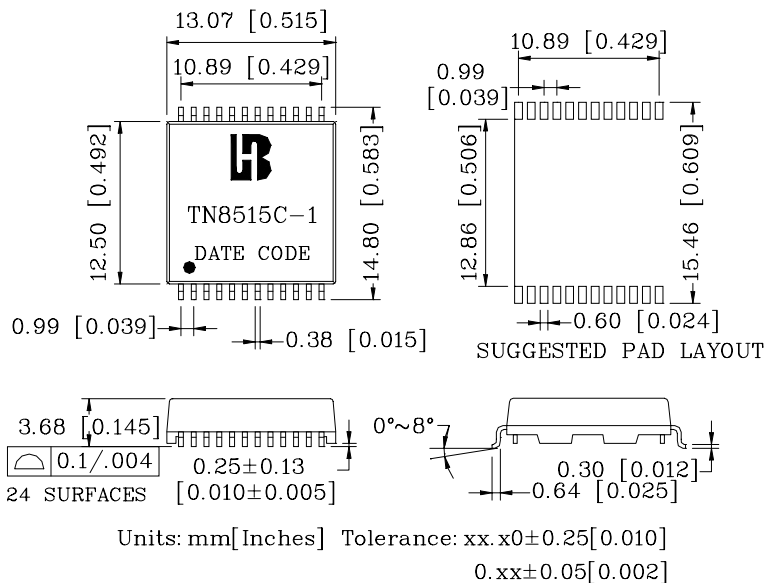 13.07 [0.515]
10.89 [0.429]
10.89 [0.429]
0.99
[0.039]
12.50 [0.492]
HB
TN8515C-1
DATE CODE
14.80 [0.583]
12.86 [0.506]
15.46 [0.609]
0.99 [0.039]
0.38 [0.015]
0.60 [0.024]
SUGGESTED PAD LAYOUT
3.68 [0.145]
0.1/.004
24 SURFACES
0.25±0.13
[0.010±0.005]
0°~8°
0.30 [0.012]
0.64 [0.025]
Units: mm[Inches] Tolerance: xx.x0±0.25[0.010]
0.xx±0.05[0.002]